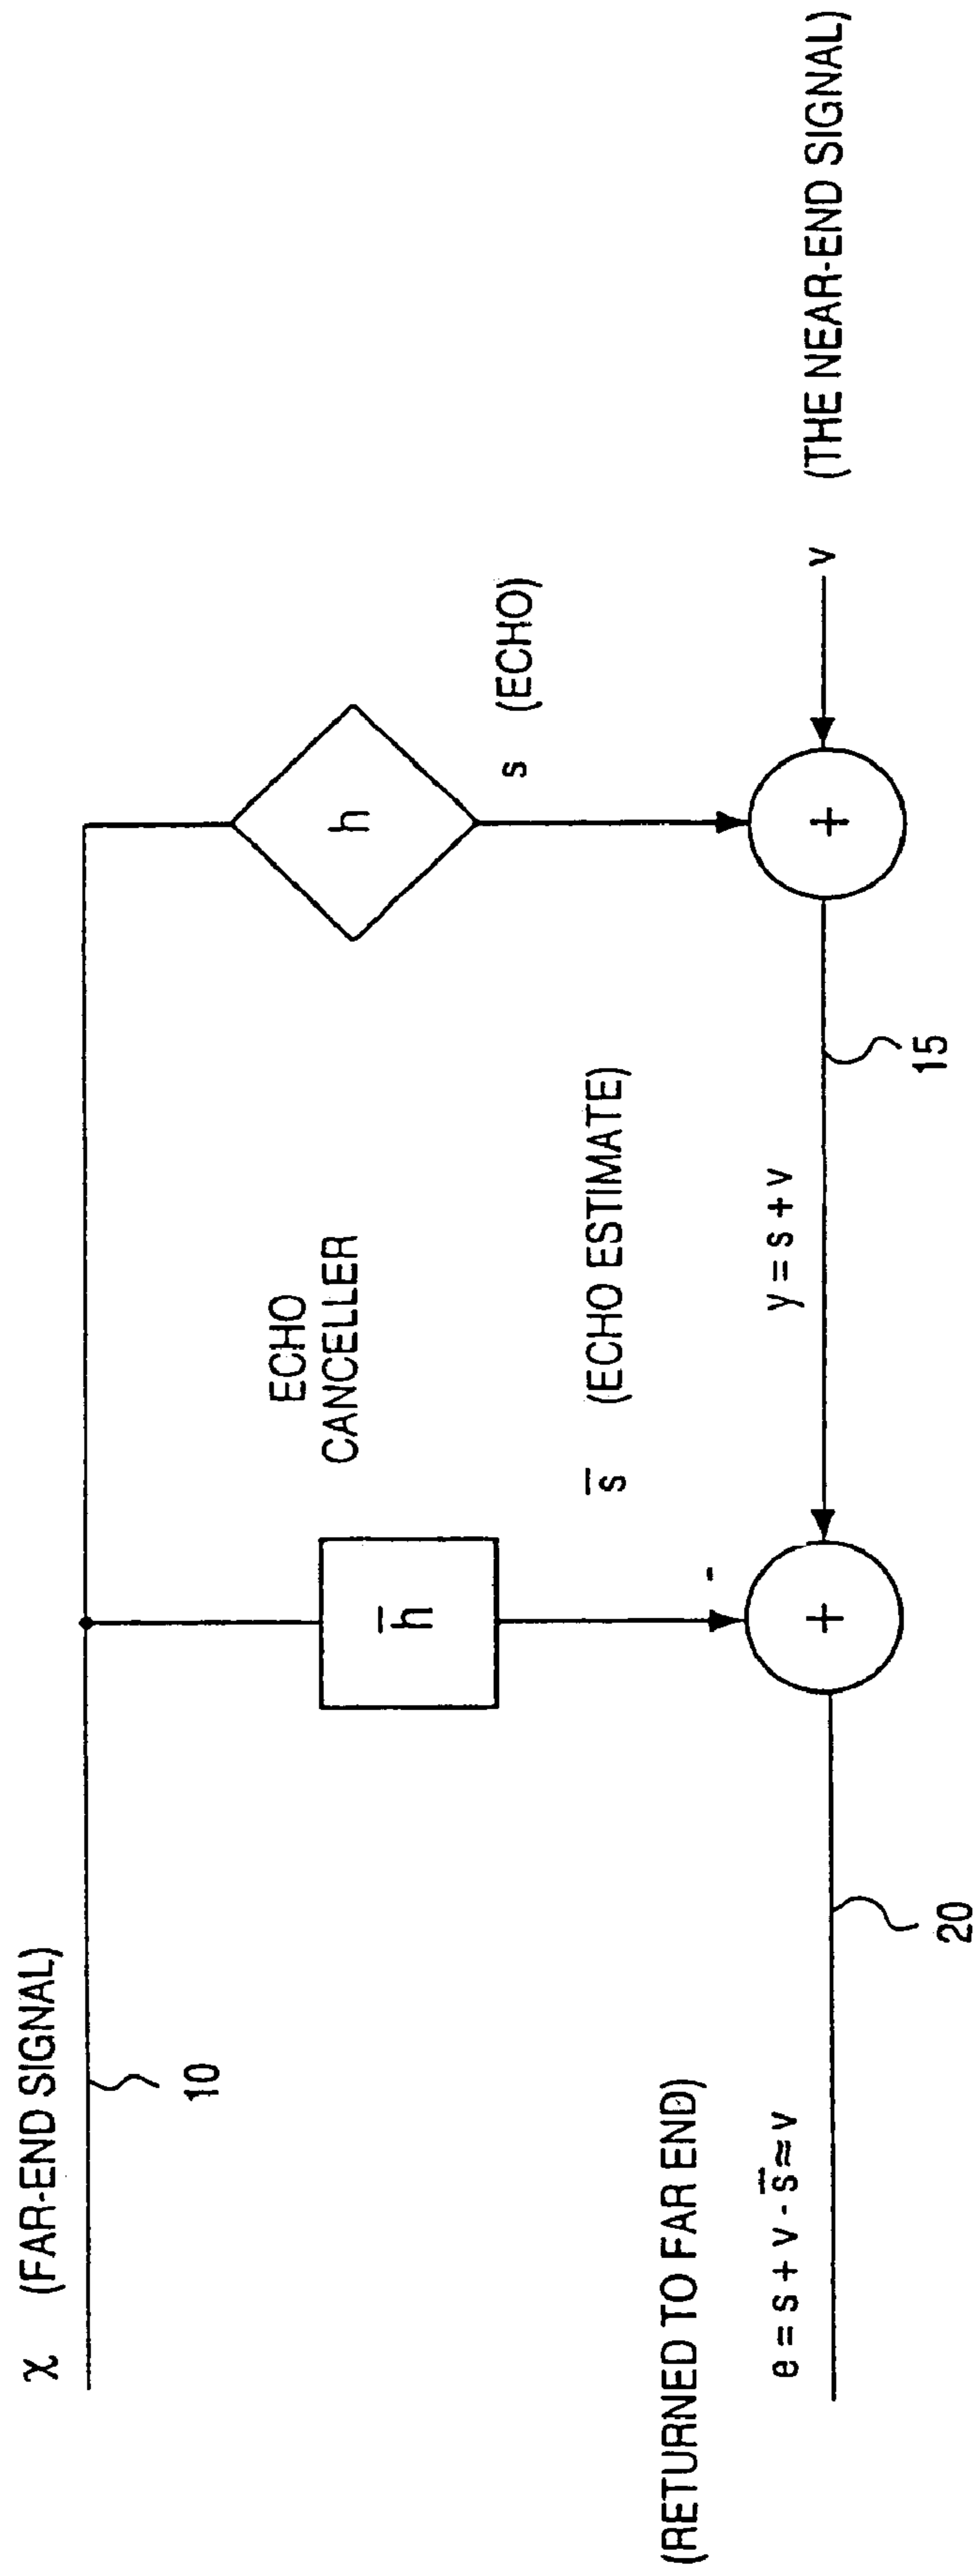 χ (FAR-END SIGNAL)
10
ECHO
CANCELLER
h̅
h
s̅ (ECHO ESTIMATE)
s (ECHO)
-
(RETURNED TO FAR END)
e = s + v - s̅ ≈ v
+
y = s + v
+
v (THE NEAR-END SIGNAL)
20
15